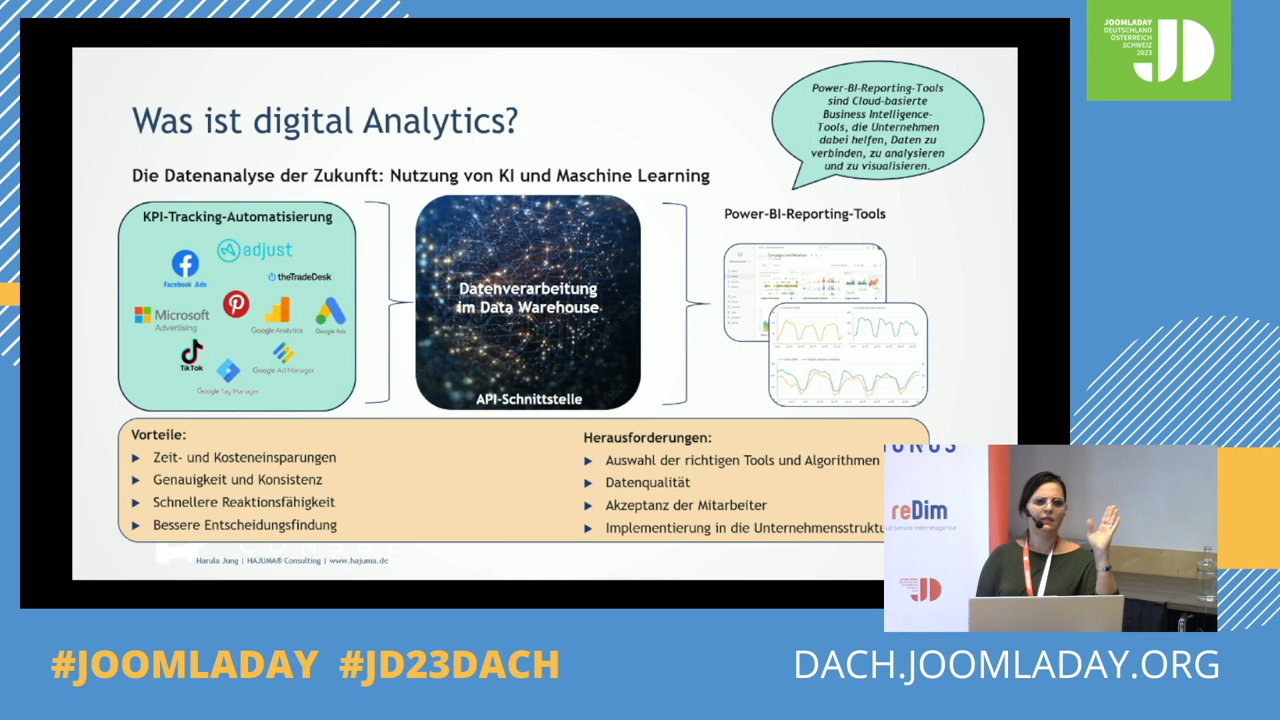 JOOMLADAY
DEUTSCHLAND
ÖSTERREICH
SCHWEIZ
2023
JD
Was ist digital Analytics?
Power-BI-Reporting-Tools
sind Cloud-basierte
Business Intelligence-
Tools, die Unternehmen
dabei helfen, Daten zu
verbinden, zu analysieren
und zu visualisieren.
Die Datenanalyse der Zukunft: Nutzung von KI und Maschine Learning
KPI-Tracking-Automatisierung
adjust
Facebook Ads
theTradeDesk
Microsoft
Advertising
Google Analytics
Google Ads
TikTok
Google Ad Manager
Google Tag Manager
Datenverarbeitung
im Data Warehouse
API-Schnittstelle
Power-BI-Reporting-Tools
Vorteile:
Zeit- und Kosteneinsparungen
Genauigkeit und Konsistenz
Schnellere Reaktionsfähigkeit
Bessere Entscheidungsfindung
Herausforderungen:
Auswahl der richtigen Tools und Algorithmen
Datenqualität
Akzeptanz der Mitarbeiter
Implementierung in die Unternehmensstruktu
Harula Jung | HAJUMA® Consulting | www.hajuma.de
reDim
JD
#JOOMLADAY #JD23DACH
DACH.JOOMLADAY.ORG